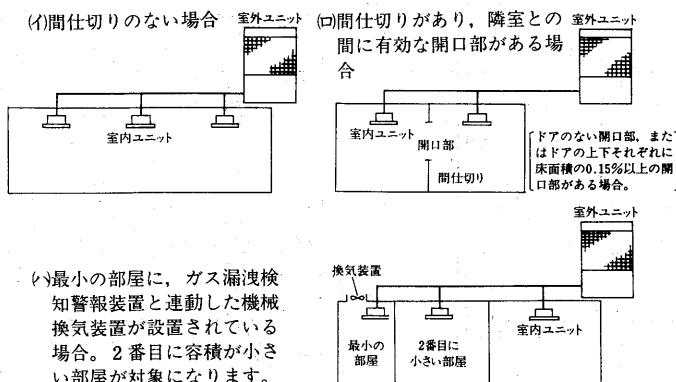 (イ)間仕切りのない場合
室外ユニット
室内ユニット
(ロ)間仕切りがあり，隣室との
間に有効な開口部がある場
合
室外ユニット
室内ユニット
開口部
間仕切り
ドアのない開口部，また
はドアの上下それぞれに
床面積の0.15%以上の開
口部がある場合。
(ハ)最小の部屋に，ガス漏洩検
知警報装置と連動した機械
換気装置が設置されている
場合。2番目に容積が小さ
い部屋が対象になります。
室外ユニット
換気装置
室内ユニット
最小の
部屋
2番目に
小さい部屋